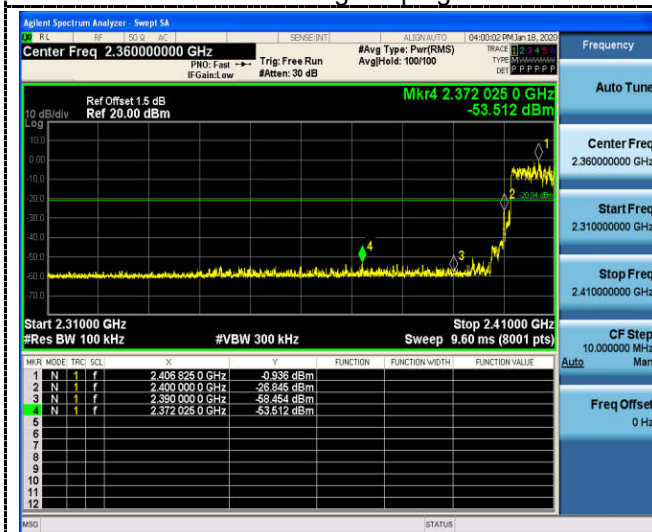 Agilent Spectrum Analyzer - Swept SA
RL RF 50 Ω AC SENSE:INT ALIGN AUTO 04:00:02 PM Jan 18, 2020
Center Freq 2.360000000 GHz
PNO: Fast
IFGain:Low
Trig: Free Run
#Atten: 30 dB
#Avg Type: Pwr(RMS)
Avg|Hold: 100/100
TRACE 1 2 3 4 5 6
TYPE M
DET P P P P P P
Frequency
Ref Offset 1.5 dB
10 dB/div Ref 20.00 dBm
Log
Mkr4 2.372 025 0 GHz
-53.512 dBm
10.0
0.00
-10.0
-20.0
-30.0
-40.0
-50.0
-60.0
-70.0
1
2
-20.94 dBm
3
4
Start 2.31000 GHz
Stop 2.41000 GHz
#Res BW 100 kHz #VBW 300 kHz Sweep 9.60 ms (8001 pts)
MKR MODE TRC SCL X Y FUNCTION FUNCTION WIDTH FUNCTION VALUE
1 N 1 f 2.406 825 0 GHz -0.936 dBm
2 N 1 f 2.400 000 0 GHz -26.845 dBm
3 N 1 f 2.390 000 0 GHz -58.454 dBm
4 N 1 f 2.372 025 0 GHz -53.512 dBm
5
6
7
8
9
10
11
12
MSG STATUS
Auto Tune
Center Freq
2.360000000 GHz
Start Freq
2.310000000 GHz
Stop Freq
2.410000000 GHz
CF Step
10.000000 MHz
Auto Man
Freq Offset
0 Hz